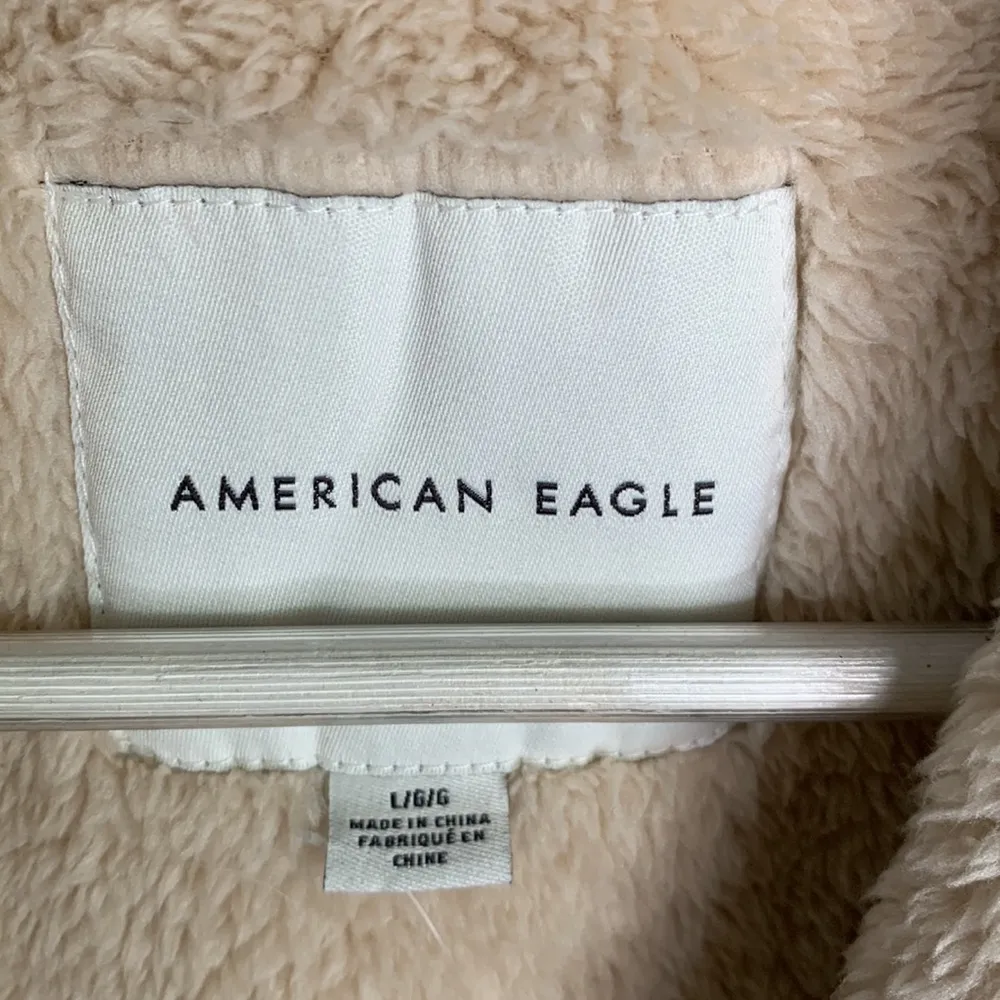 AMERICAN EAGLE
L/G/G
MADE IN CHINA
FABRIQUÉ EN
CHINE